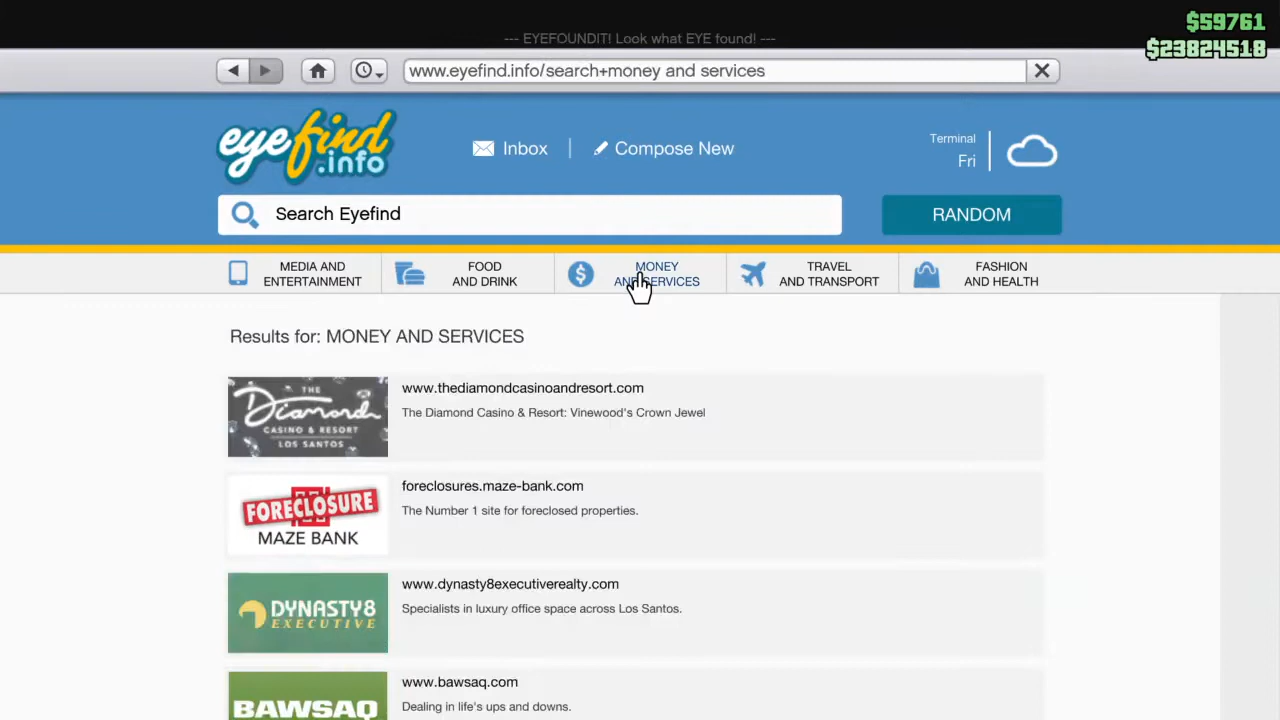 $59761
--- EYEFOUNDIT! Look what EYE found! ---
$23824518
www.eyefind.info/search+money and services
eyefind
.info
Inbox
Compose New
Terminal
Fri
Search Eyefind
RANDOM
MEDIA AND
ENTERTAINMENT
FOOD
AND DRINK
MONEY
AND SERVICES
TRAVEL
AND TRANSPORT
FASHION
AND HEALTH
Results for: MONEY AND SERVICES
THE
Diamond
CASINO & RESORT
LOS SANTOS
www.thediamondcasinoandresort.com
The Diamond Casino & Resort: Vinewood's Crown Jewel
FORECLOSURE
MAZE BANK
foreclosures.maze-bank.com
The Number 1 site for foreclosed properties.
DYNASTY8
EXECUTIVE
www.dynasty8executiverealty.com
Specialists in luxury office space across Los Santos.
BAWSAQ
www.bawsaq.com
Dealing in life's ups and downs.